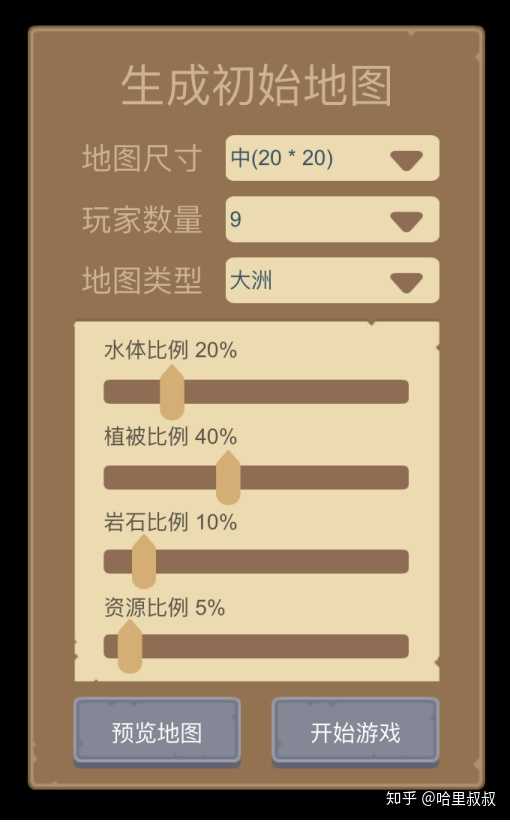 生成初始地图
地图尺寸 中(20 * 20)
玩家数量 9
地图类型 大洲
水体比例 20%
植被比例 40%
岩石比例 10%
资源比例 5%
预览地图 开始游戏
知乎 @哈里叔叔